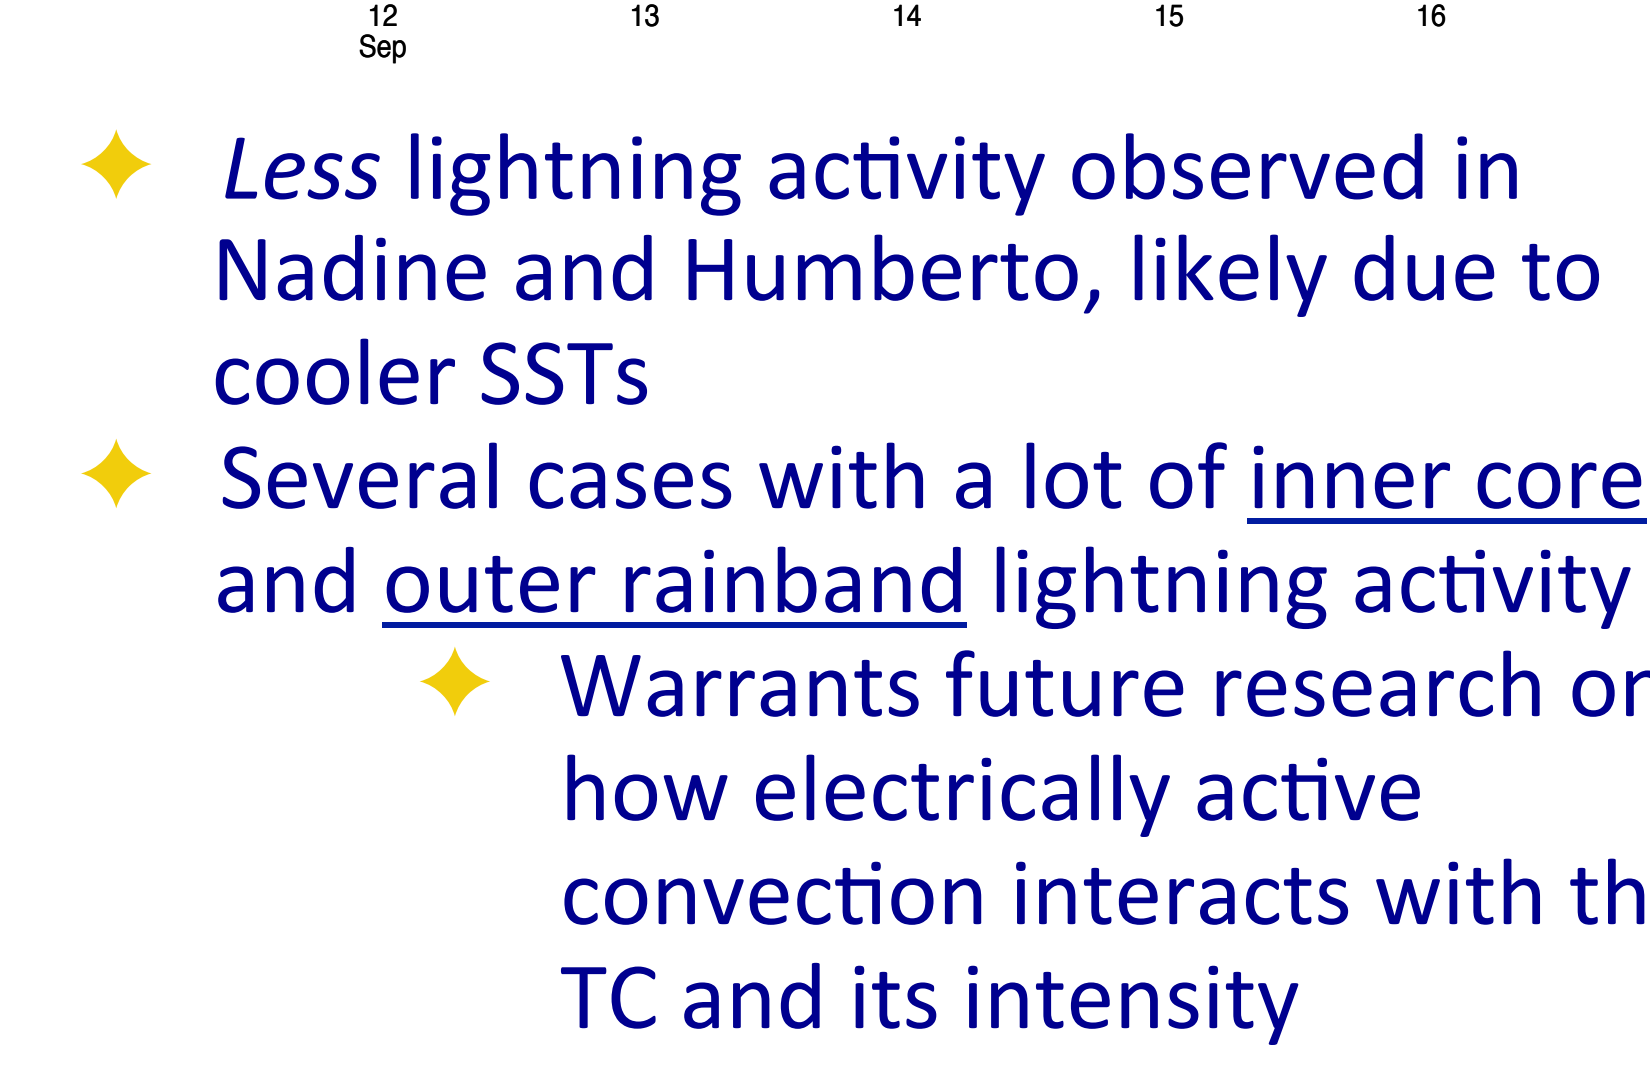 12 13 14 15 16
Sep
Less lightning activity observed in
Nadine and Humberto, likely due to
cooler SSTs
Several cases with a lot of inner core
and outer rainband lightning activity
Warrants future research
how electrically active
convection interacts with
TC and its intensity